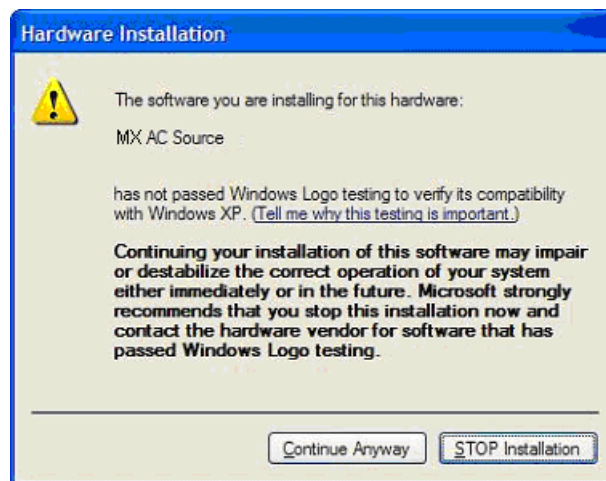 Hardware Installation
The software you are installing for this hardware:
MX AC Source
has not passed Windows Logo testing to verify its compatibility
with Windows XP. (Tell me why this testing is important.)
Continuing your installation of this software may impair
or destabilize the correct operation of your system
either immediately or in the future. Microsoft strongly
recommends that you stop this installation now and
contact the hardware vendor for software that has
passed Windows Logo testing.
Continue Anyway
STOP Installation